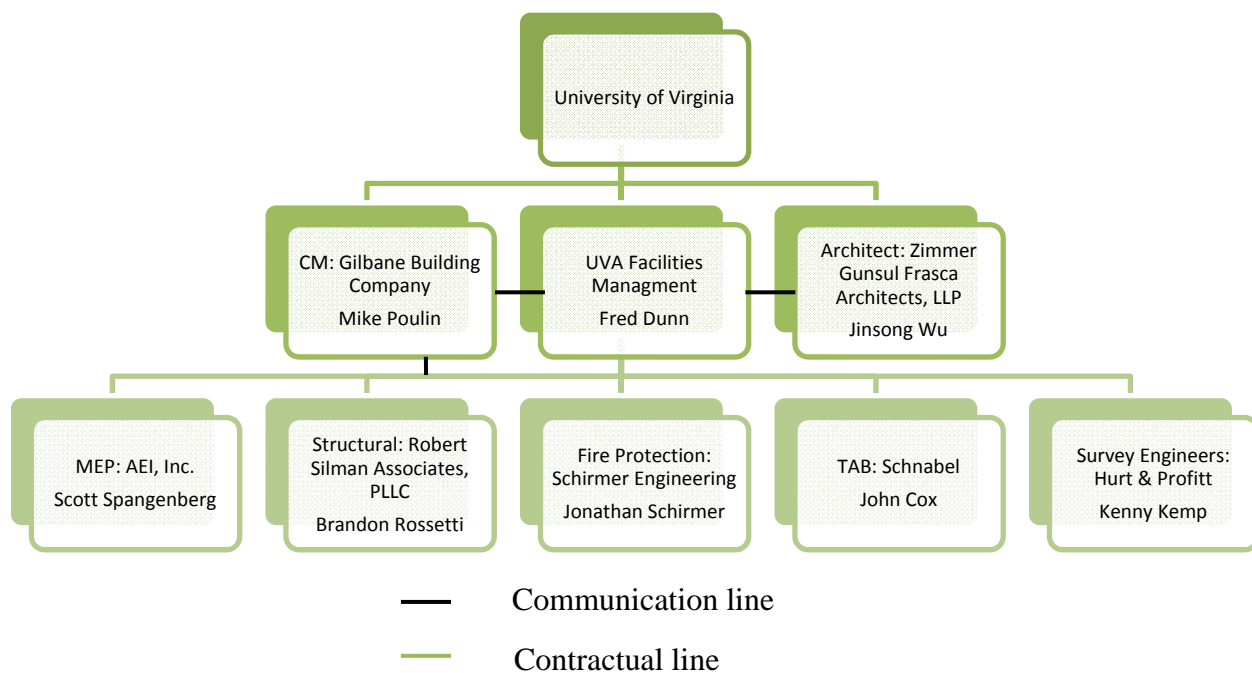 University of Virginia
CM: Gilbane Building
Company
Mike Poulin
UVA Facilities
Managment
Fred Dunn
Architect: Zimmer
Gunsul Frasca
Architects, LLP
Jinsong Wu
MEP: AEI, Inc.
Scott Spangenberg
Structural: Robert
Silman Associates,
PLLC
Brandon Rossetti
Fire Protection:
Schirmer Engineering
Jonathan Schirmer
TAB: Schnabel
John Cox
Survey Engineers:
Hurt & Profitt
Kenny Kemp
Communication line
Contractual line